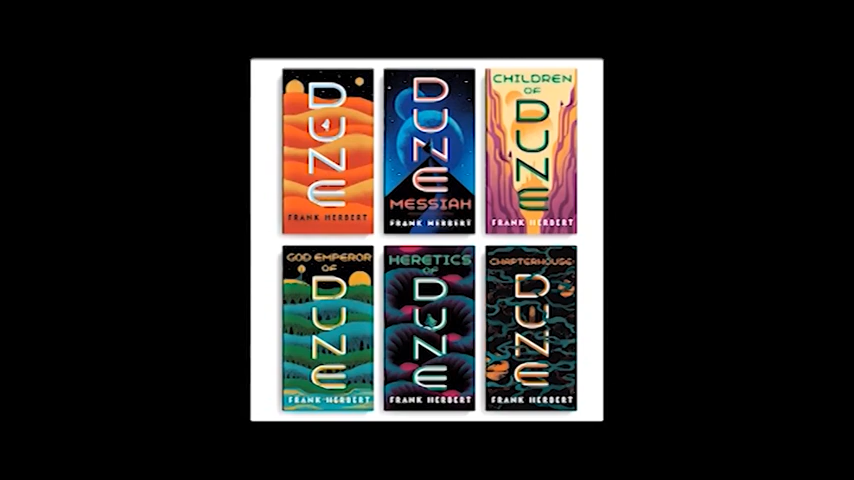 DUNE
FRANK HERBERT
DUNE
MESSIAH
FRANK HERBERT
CHILDREN
OF
DUNE
FRANK HERBERT
GOD EMPEROR
OF
DUNE
FRANK HERBERT
HERETICS
OF
DUNE
FRANK HERBERT
CHAPTERHOUSE
DUNE
FRANK HERBERT